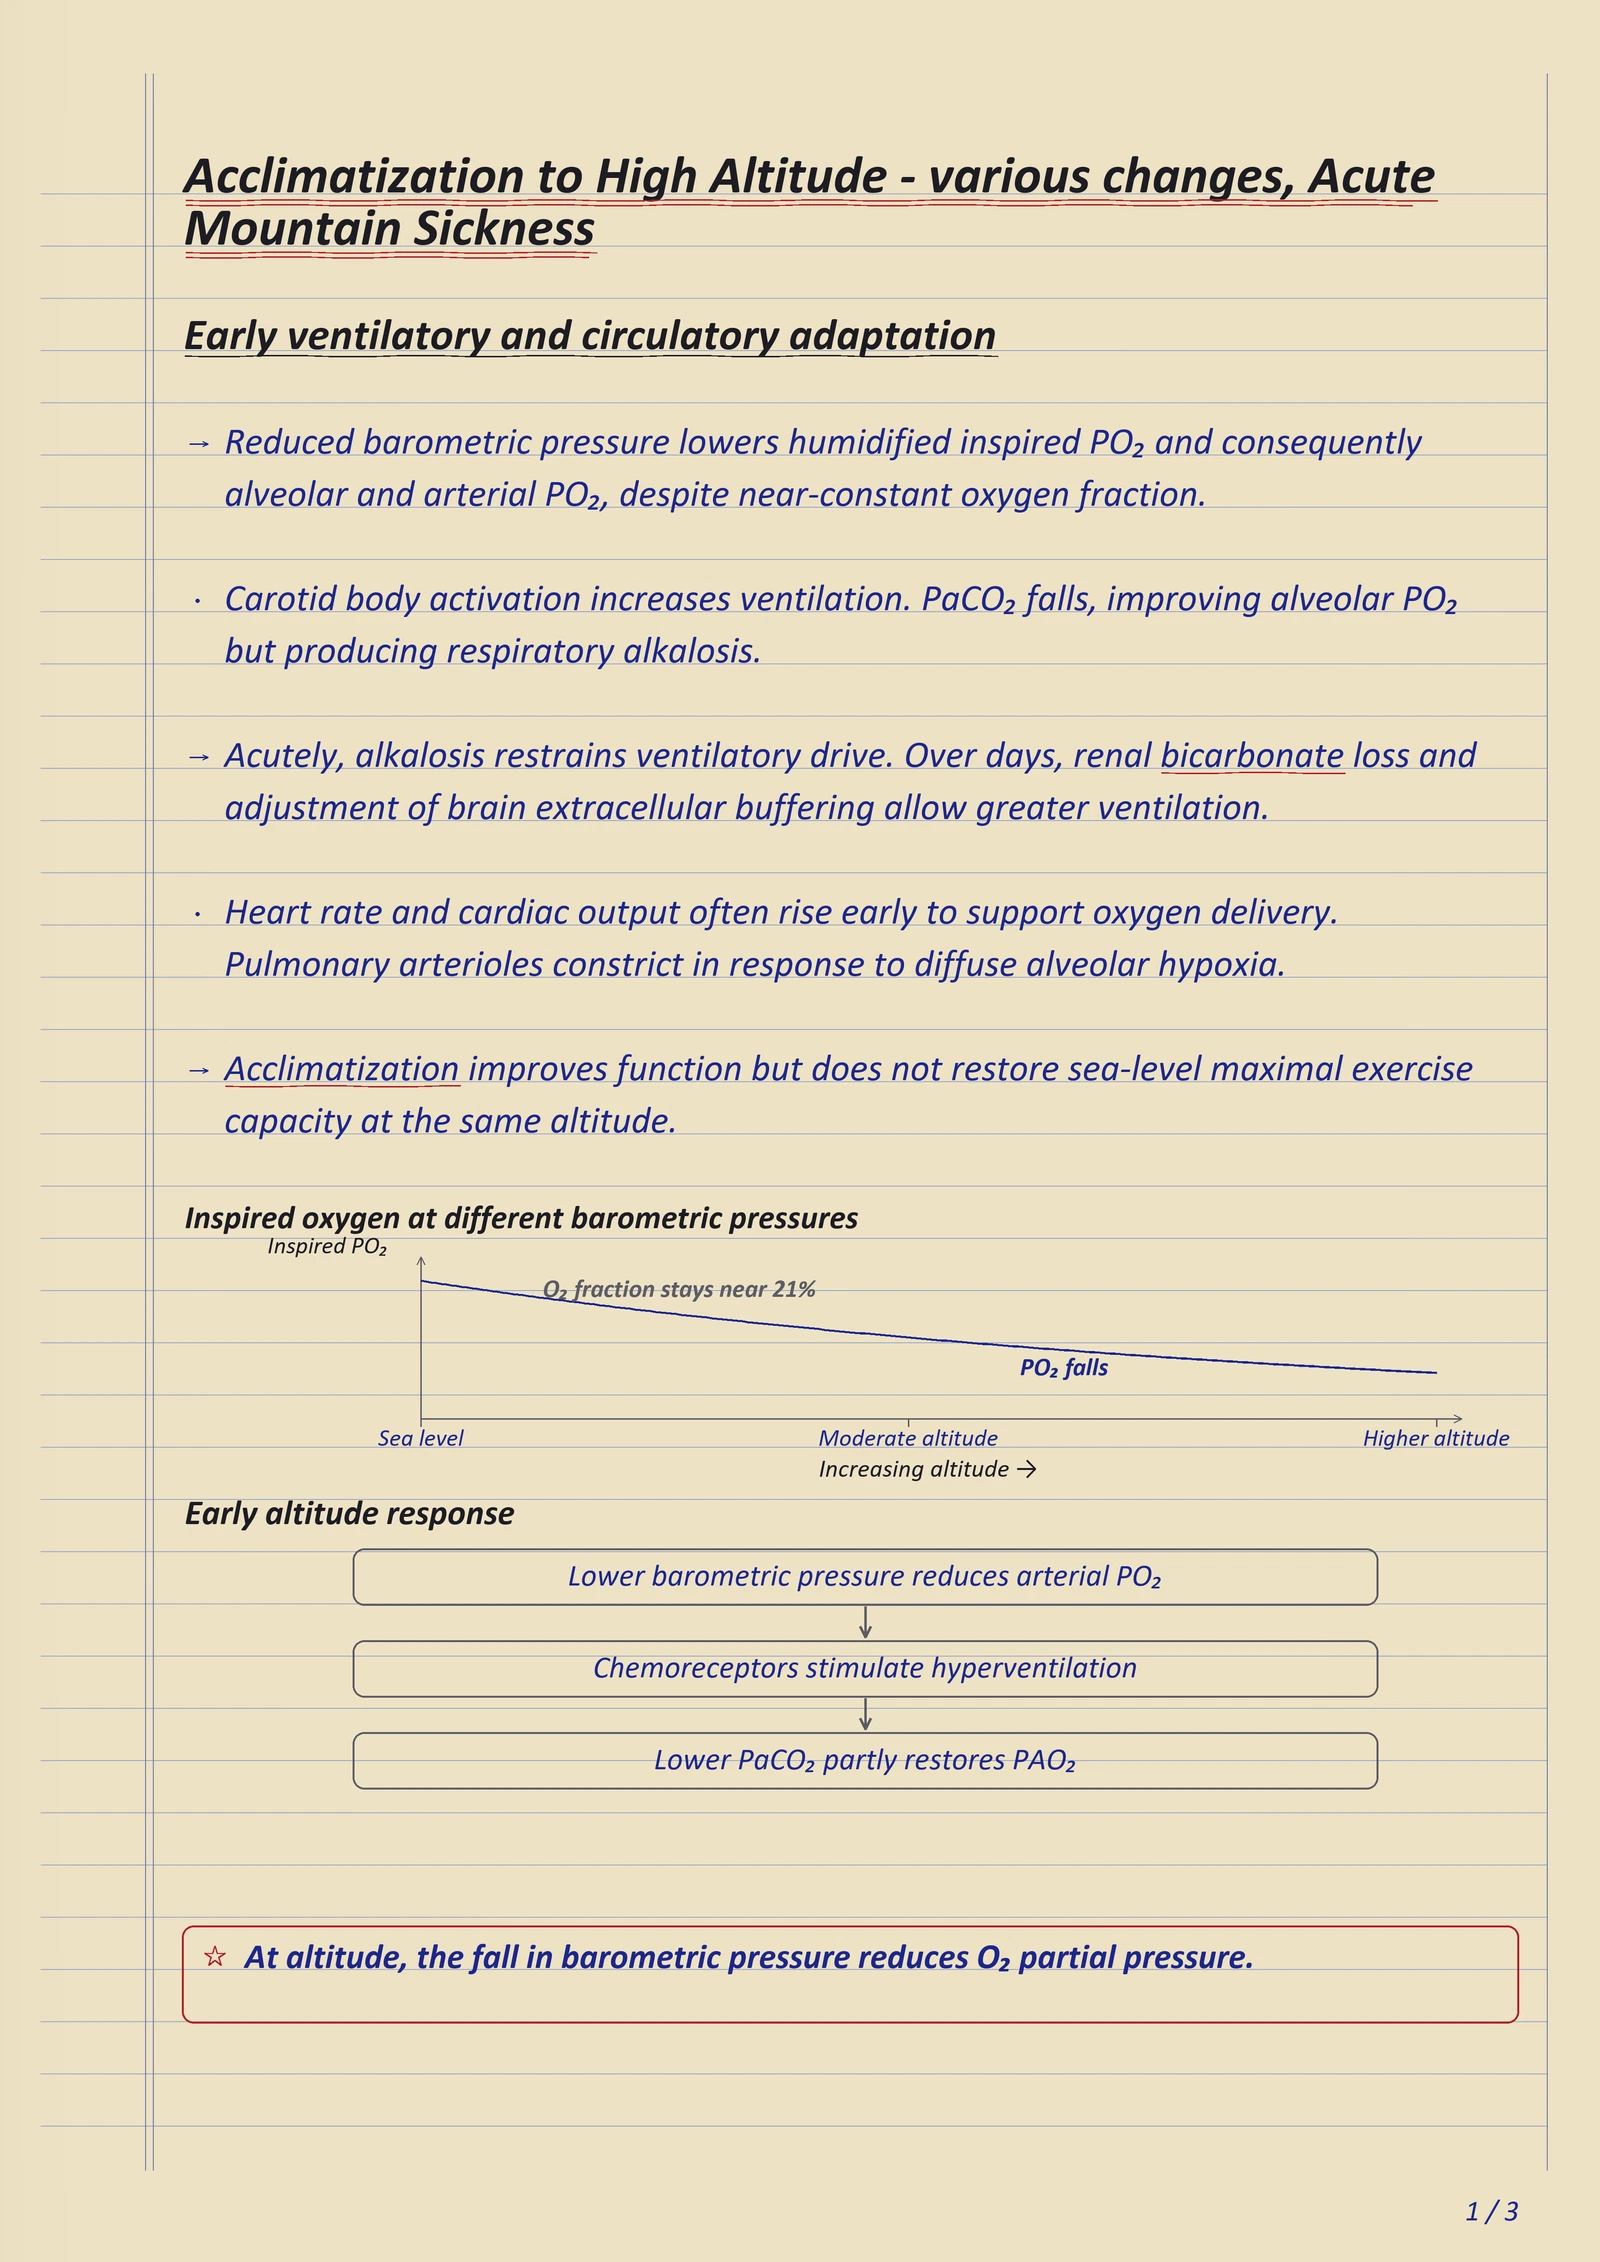 Acclimatization to High Altitude - various changes, Acute
Mountain Sickness
Early ventilatory and circulatory adaptation
→ Reduced barometric pressure lowers humidified inspired PO₂ and consequently
alveolar and arterial PO₂, despite near-constant oxygen fraction.
· Carotid body activation increases ventilation. PaCO₂ falls, improving alveolar PO₂
but producing respiratory alkalosis.
→ Acutely, alkalosis restrains ventilatory drive. Over days, renal bicarbonate loss and
adjustment of brain extracellular buffering allow greater ventilation.
· Heart rate and cardiac output often rise early to support oxygen delivery.
Pulmonary arterioles constrict in response to diffuse alveolar hypoxia.
→ Acclimatization improves function but does not restore sea-level maximal exercise
capacity at the same altitude.
Inspired oxygen at different barometric pressures
Inspired PO₂
O₂ fraction stays near 21%
PO₂ falls
Sea level Moderate altitude Higher altitude
Increasing altitude →
Early altitude response
Lower barometric pressure reduces arterial PO₂
Chemoreceptors stimulate hyperventilation
Lower PaCO₂ partly restores PAO₂
☆ At altitude, the fall in barometric pressure reduces O₂ partial pressure.
1 / 3